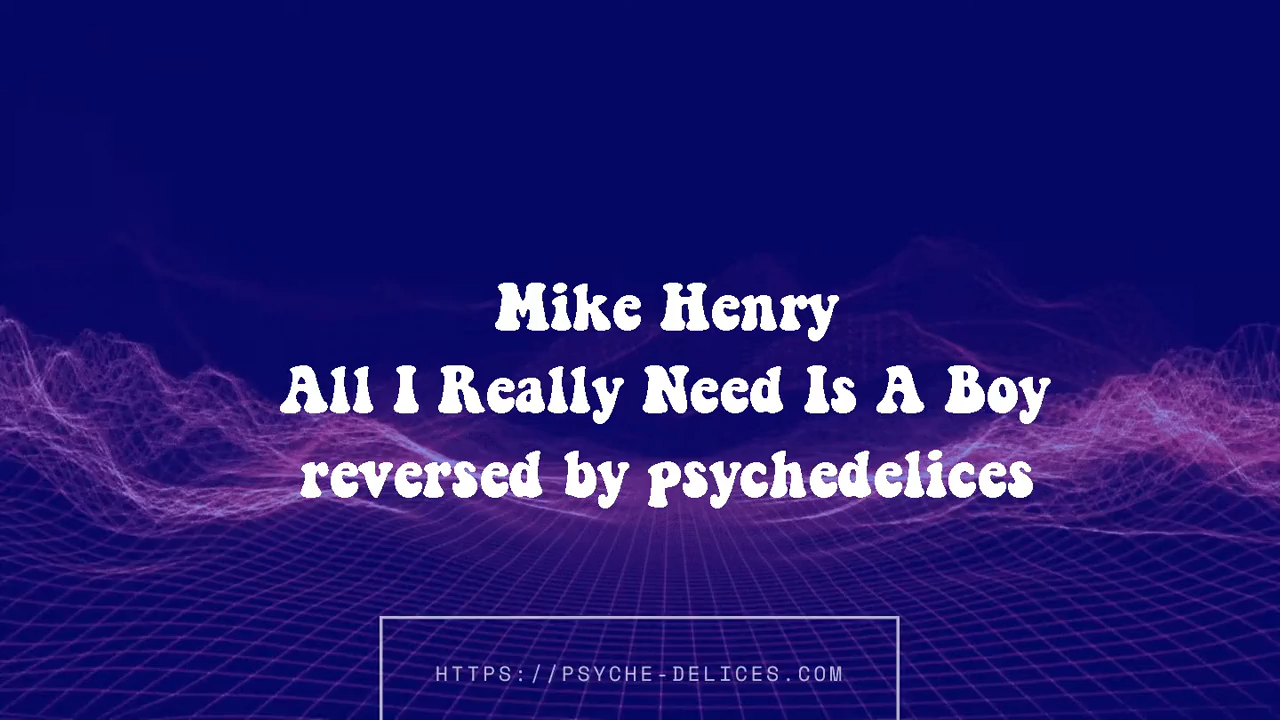 Mike Henry
All I Really Need Is A Boy
reversed by psychedelices
HTTPS://PSYCHE-DELICES.COM